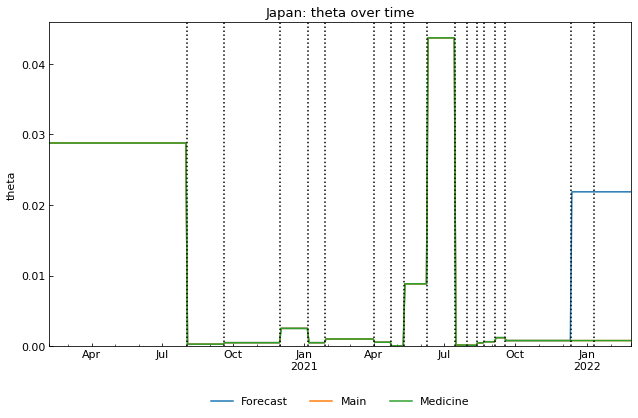 Japan: theta over time
theta
0.04
0.03
0.02
0.01
0.00
Apr Jul Oct Jan Apr Jul Oct Jan
2021 2022
Forecast Main Medicine